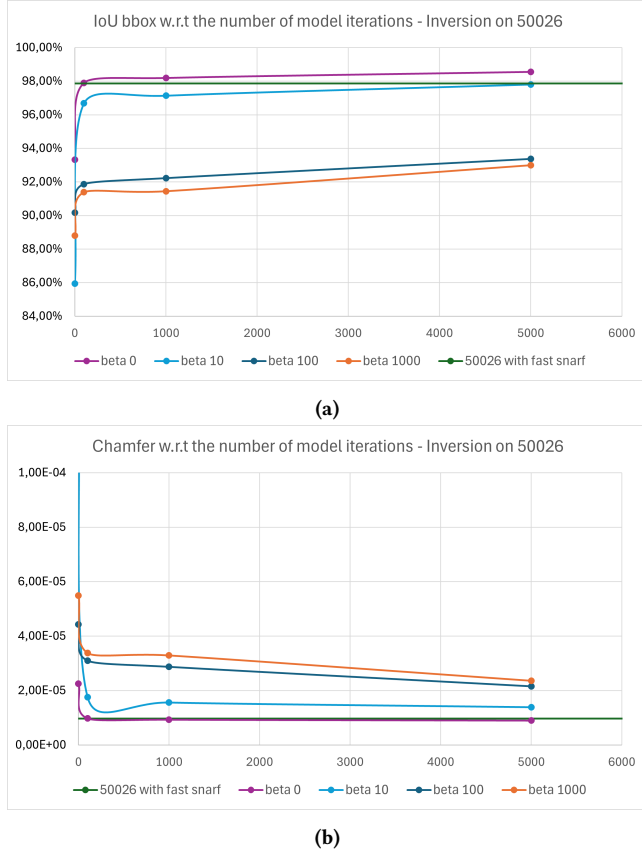 IoU bbox w.r.t the number of model iterations - Inversion on 50026
100,00%
98,00%
96,00%
94,00%
92,00%
90,00%
88,00%
86,00%
84,00%
0 1000 2000 3000 4000 5000 6000
beta 0 beta 10 beta 100 beta 1000 50026 with fast snarf
(a)
Chamfer w.r.t the number of model iterations - Inversion on 50026
1,00E-04
8,00E-05
6,00E-05
4,00E-05
2,00E-05
0,00E+00
0 1000 2000 3000 4000 5000 6000
50026 with fast snarf beta 0 beta 10 beta 100 beta 1000
(b)